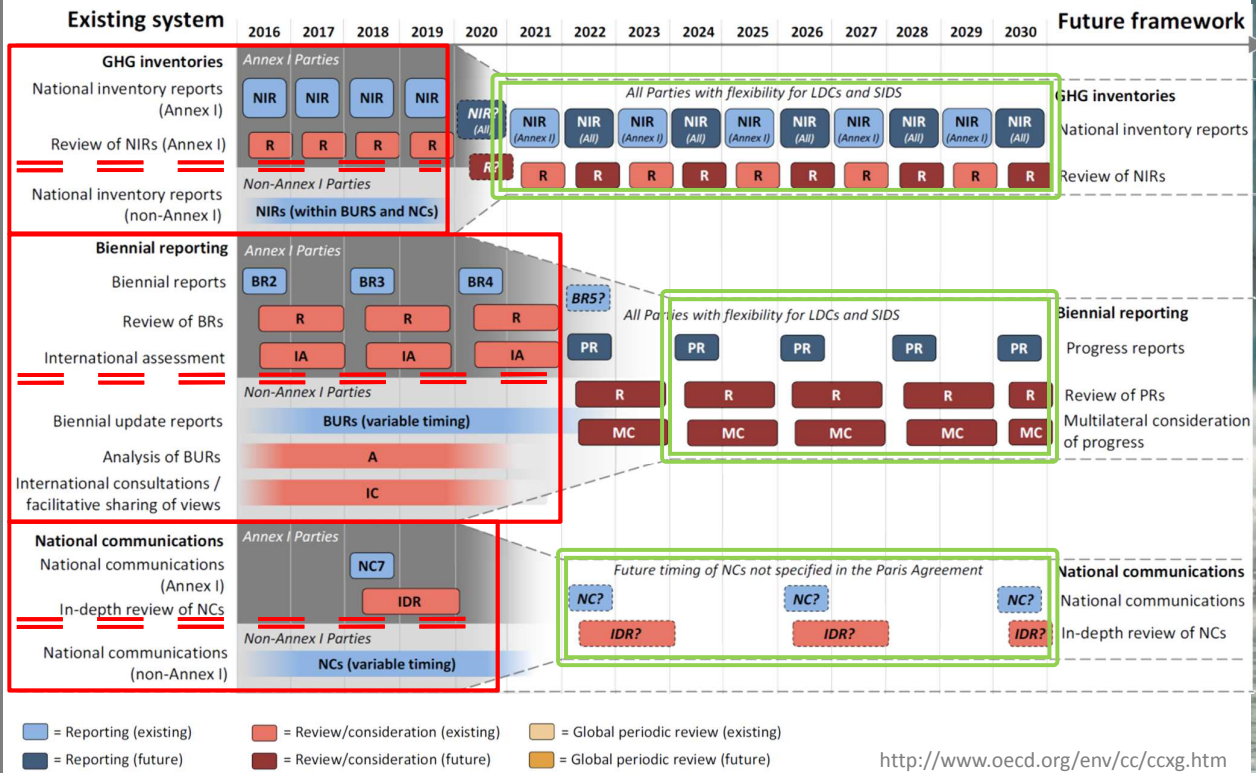 Existing system
2016 2017 2018 2019 2020 2021 2022 2023 2024 2025 2026 2027 2028 2029 2030
Future framework
GHG inventories
Annex I Parties
National inventory reports
(Annex I)
NIR NIR NIR NIR
Review of NIRs (Annex I)
R R R R
NIR?
(All)
R?
Non-Annex I Parties
National inventory reports
(non-Annex I)
NIRs (within BURS and NCs)
All Parties with flexibility for LDCs and SIDS
NIR NIR NIR NIR NIR NIR NIR NIR NIR NIR
(Annex I) (All) (Annex I) (All) (Annex I) (All) (Annex I) (All) (Annex I) (All)
R R R R R R R R R R
GHG inventories
National inventory reports
Review of NIRs
Biennial reporting
Annex I Parties
Biennial reports
BR2 BR3 BR4
BR5?
Review of BRs
R R R
International assessment
IA IA IA
PR
Non-Annex I Parties
Biennial update reports
BURs (variable timing)
R
Analysis of BURs
A
MC
International consultations /
facilitative sharing of views
IC
All Parties with flexibility for LDCs and SIDS
PR PR PR PR
R R R R
MC MC MC MC
Biennial reporting
Progress reports
Review of PRs
Multilateral consideration
of progress
National communications
Annex I Parties
National communications
(Annex I)
NC7
In-depth review of NCs
IDR
Non-Annex I Parties
National communications
(non-Annex I)
NCs (variable timing)
Future timing of NCs not specified in the Paris Agreement
NC? NC? NC?
IDR? IDR? IDR?
National communications
National communications
In-depth review of NCs
= Reporting (existing) = Review/consideration (existing) = Global periodic review (existing)
= Reporting (future) = Review/consideration (future) = Global periodic review (future)
http://www.oecd.org/env/cc/ccxg.htm